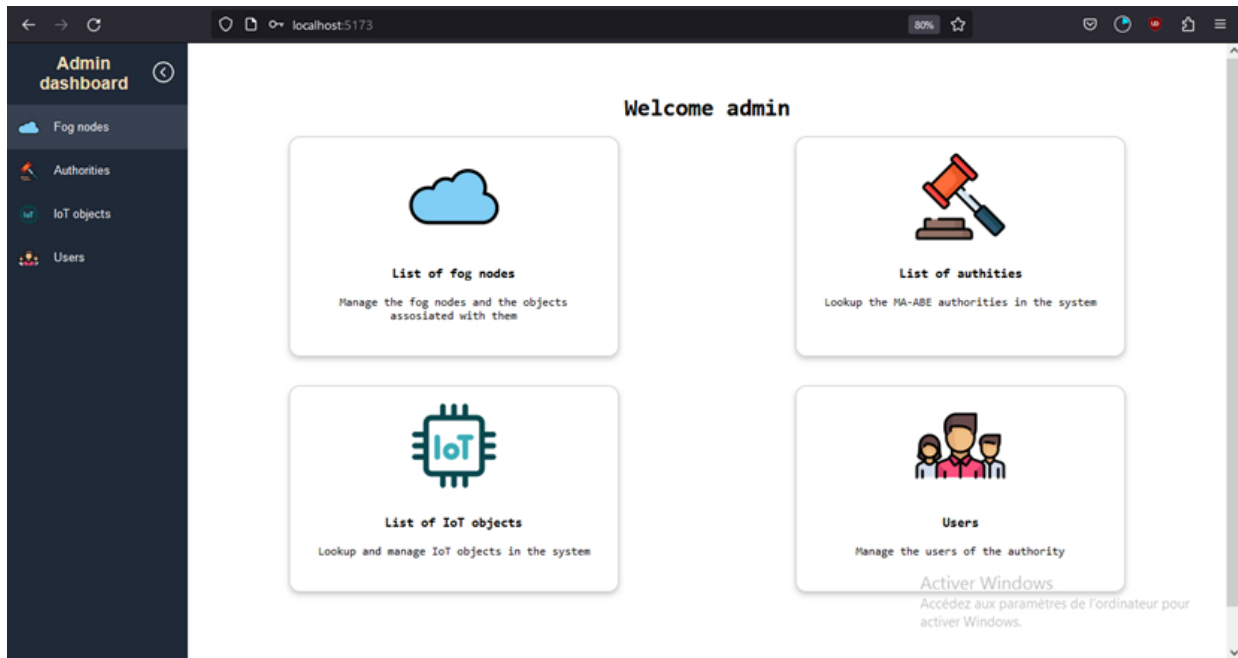 localhost:5173
80%
Admin
dashboard
Fog nodes
Authorities
IoT objects
Users
Welcome admin
List of fog nodes
Manage the fog nodes and the objects
assosiated with them
List of authities
Lookup the MA-ABE authorities in the system
IoT
List of IoT objects
Lookup and manage IoT objects in the system
Users
Manage the users of the authority
Activer Windows
Accédez aux paramètres de l'ordinateur pour
activer Windows.